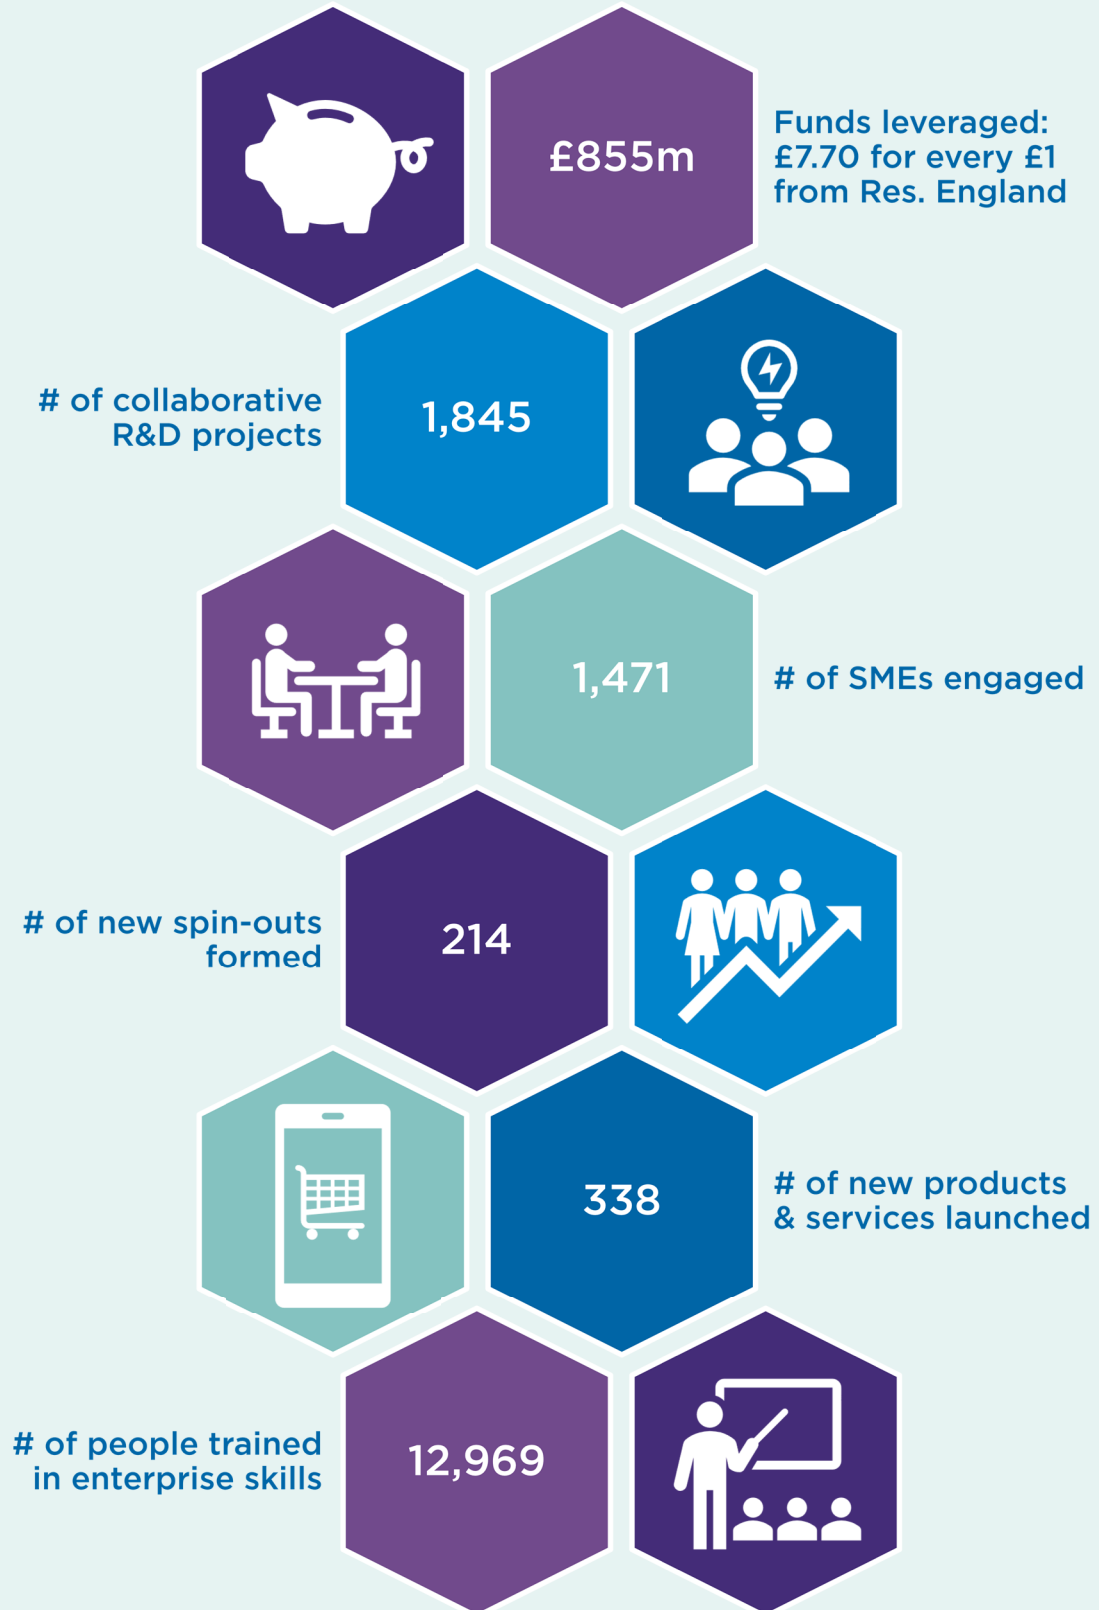 £855m
Funds leveraged:
£7.70 for every £1
from Res. England
# of collaborative
R&D projects
1,845
1,471
# of SMEs engaged
# of new spin-outs
formed
214
338
# of new products
& services launched
# of people trained
in enterprise skills
12,969